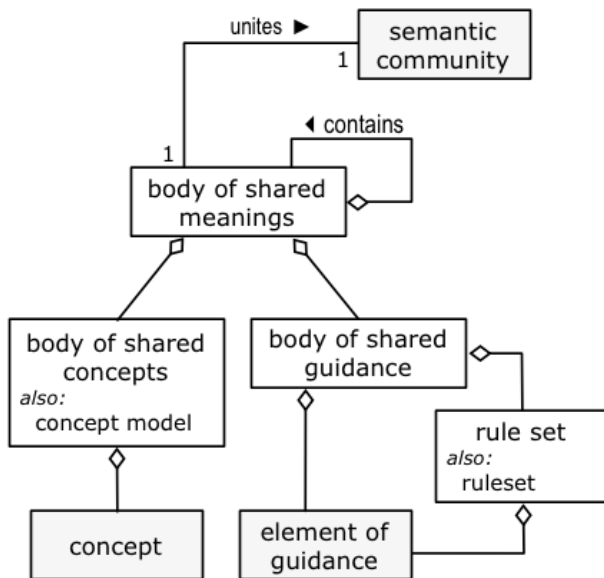 unites ►
semantic
community
1
◄ contains
1
body of shared
meanings
body of shared
concepts
also:
concept model
body of shared
guidance
rule set
also:
ruleset
concept
element of
guidance